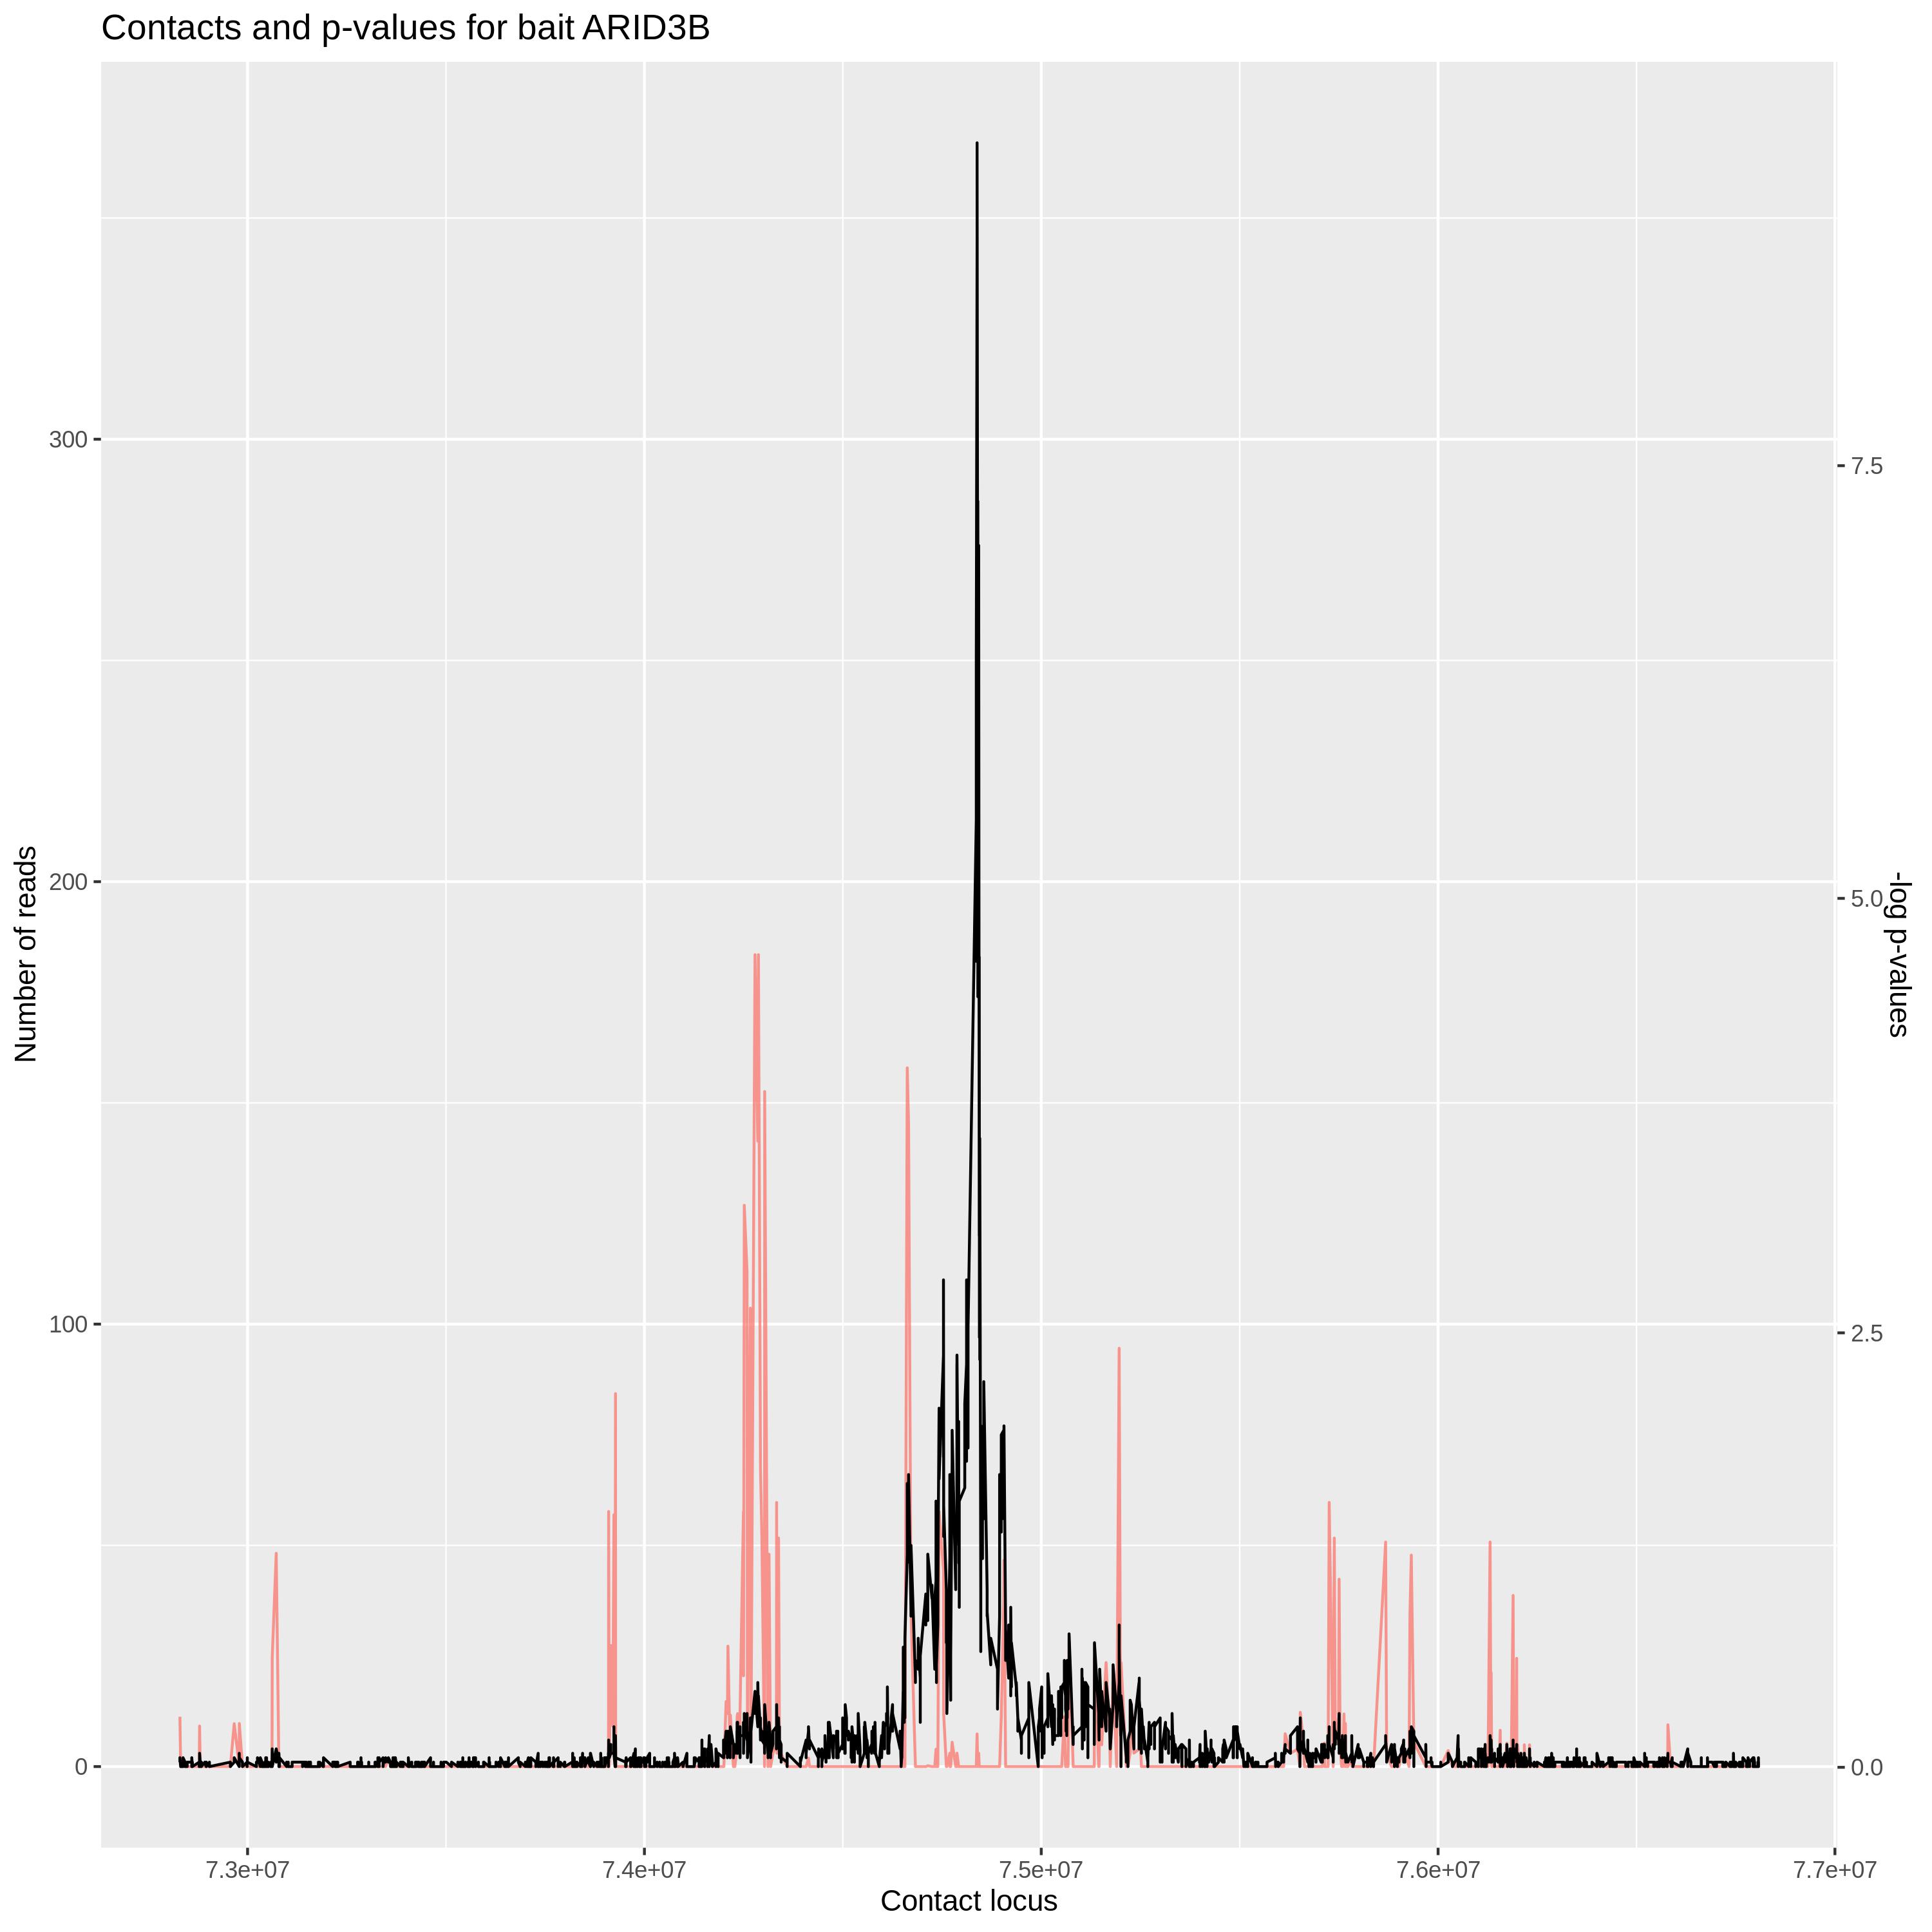 Contacts and p-values for bait ARID3B
Number of reads
300
200
100
0
7.5
5.0
2.5
0.0
-log p-values
7.3e+07
7.4e+07
7.5e+07
7.6e+07
7.7e+07
Contact locus